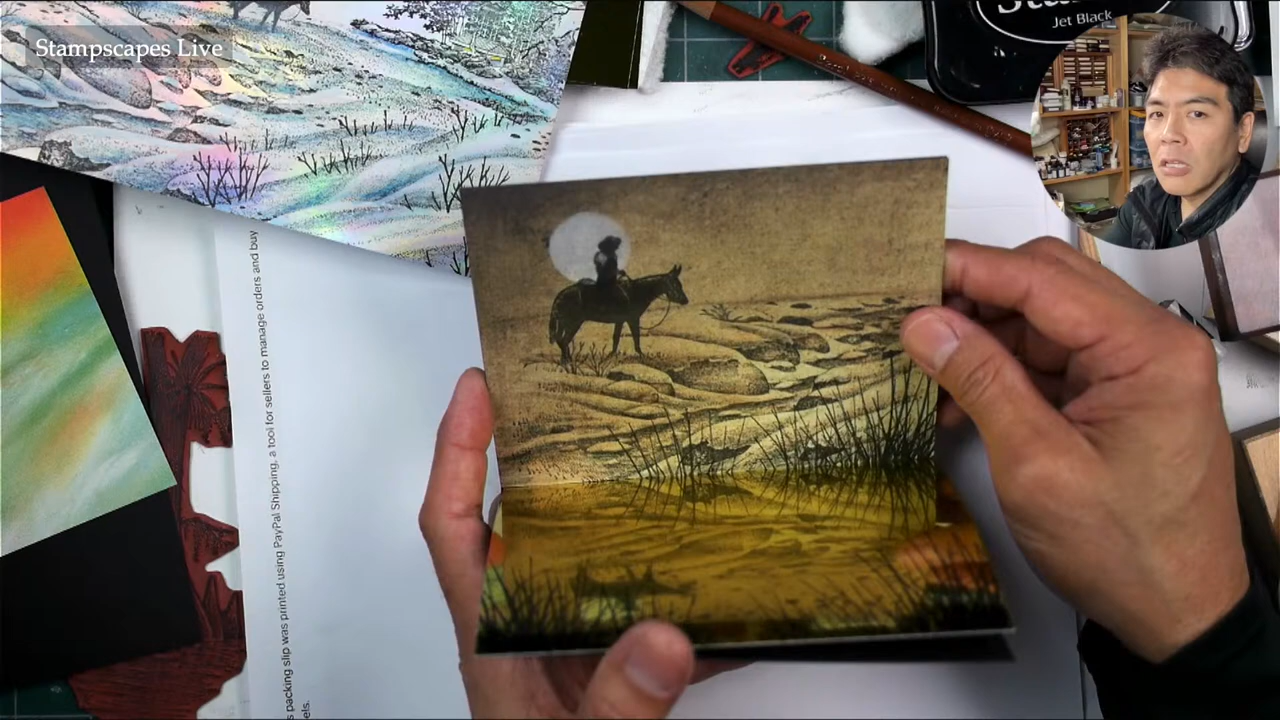 Stampscapes Live
Jet Black
packing slip was printed using PayPal Shipping, a tool for sellers to manage orders and buy